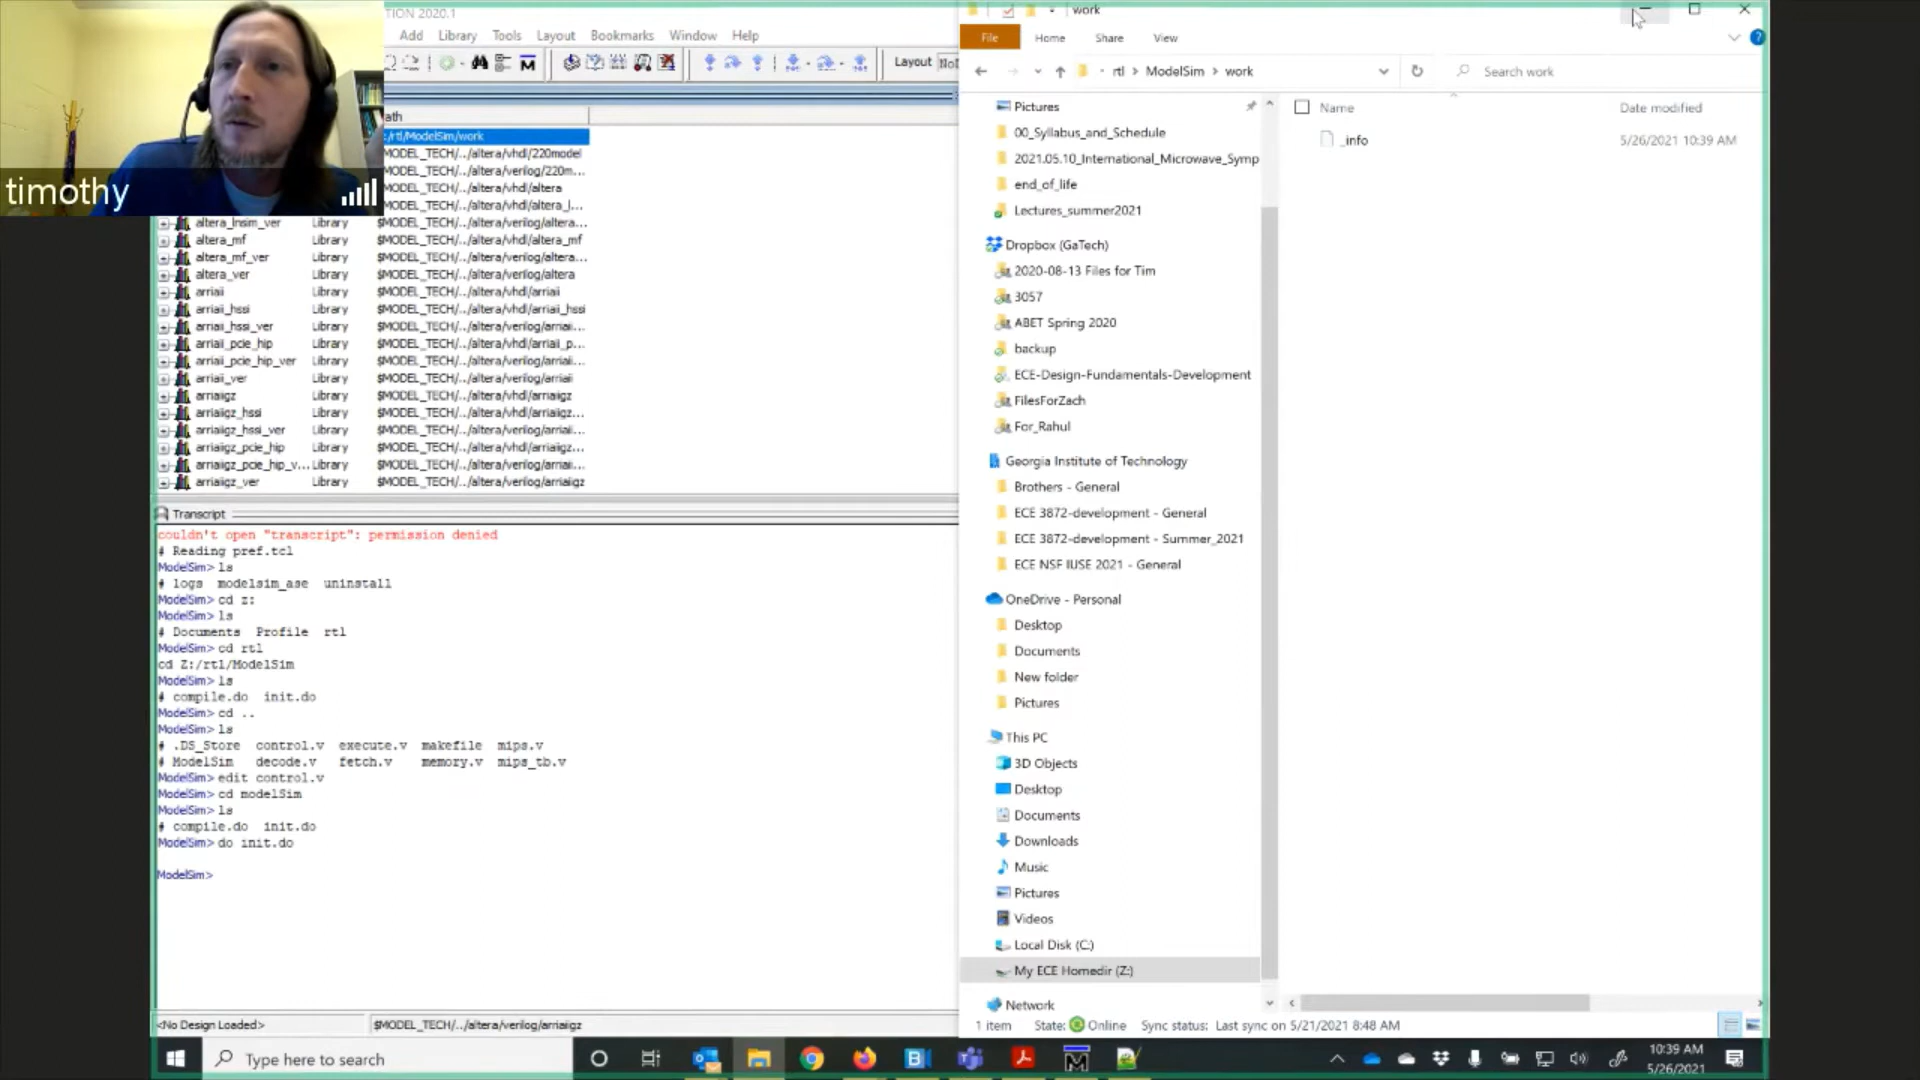 TION 2020.1
Add Library Tools Layout Bookmarks Window Help
Layout
timothy
ath
:/rtl/ModelSim/work
$MODEL_TECH/../altera/vhdl/220model
$MODEL_TECH/../altera/verilog/220m...
$MODEL_TECH/../altera/vhdl/altera
$MODEL_TECH/../altera/vhdl/altera_l...
altera_lnsim_ver Library $MODEL_TECH/../altera/verilog/altera...
altera_mf Library $MODEL_TECH/../altera/vhdl/altera_mf
altera_mf_ver Library $MODEL_TECH/../altera/verilog/altera...
altera_ver Library $MODEL_TECH/../altera/verilog/altera
arriaii Library $MODEL_TECH/../altera/vhdl/arriaii
arriaii_hssi Library $MODEL_TECH/../altera/vhdl/arriaii_hssi
arriaii_hssi_ver Library $MODEL_TECH/../altera/verilog/arriaii...
arriaii_pcie_hip Library $MODEL_TECH/../altera/vhdl/arriaii_p...
arriaii_pcie_hip_ver Library $MODEL_TECH/../altera/verilog/arriaii...
arriaii_ver Library $MODEL_TECH/../altera/verilog/arriaii
arriaiigz Library $MODEL_TECH/../altera/vhdl/arriaiigz
arriaiigz_hssi Library $MODEL_TECH/../altera/vhdl/arriaiigz...
arriaiigz_hssi_ver Library $MODEL_TECH/../altera/verilog/arriaii...
arriaiigz_pcie_hip Library $MODEL_TECH/../altera/vhdl/arriaiigz...
arriaiigz_pcie_hip_v... Library $MODEL_TECH/../altera/verilog/arriaii...
arriaiigz_ver Library $MODEL_TECH/../altera/verilog/arriaiigz
Transcript
couldn't open "transcript": permission denied
# Reading pref.tcl
ModelSim> ls
# logs modelsim_ase uninstall
ModelSim> cd z:
ModelSim> ls
# Documents Profile rtl
ModelSim> cd rtl
cd Z:/rtl/ModelSim
ModelSim> ls
# compile.do init.do
ModelSim> cd ..
ModelSim> ls
# .DS_Store control.v execute.v makefile mips.v
# ModelSim decode.v fetch.v memory.v mips_tb.v
ModelSim> edit control.v
ModelSim> cd modelSim
ModelSim> ls
# compile.do init.do
ModelSim> do init.do
ModelSim>
<No Design Loaded> $MODEL_TECH/../altera/verilog/arriaiigz
work
File Home Share View
rtl > ModelSim > work
Search work
Pictures
00_Syllabus_and_Schedule
2021.05.10_International_Microwave_Symp
end_of_life
Lectures_summer2021
Dropbox (GaTech)
2020-08-13 Files for Tim
3057
ABET Spring 2020
backup
ECE-Design-Fundamentals-Development
FilesForZach
For_Rahul
Georgia Institute of Technology
Brothers - General
ECE 3872-development - General
ECE 3872-development - Summer_2021
ECE NSF IUSE 2021 - General
OneDrive - Personal
Desktop
Documents
New folder
Pictures
This PC
3D Objects
Desktop
Documents
Downloads
Music
Pictures
Videos
Local Disk (C:)
My ECE Homedir (Z:)
Network
Name Date modified
_info 5/26/2021 10:39 AM
1 item State: Online Sync status: Last sync on 5/21/2021 8:48 AM
Type here to search
10:39 AM
5/26/2021